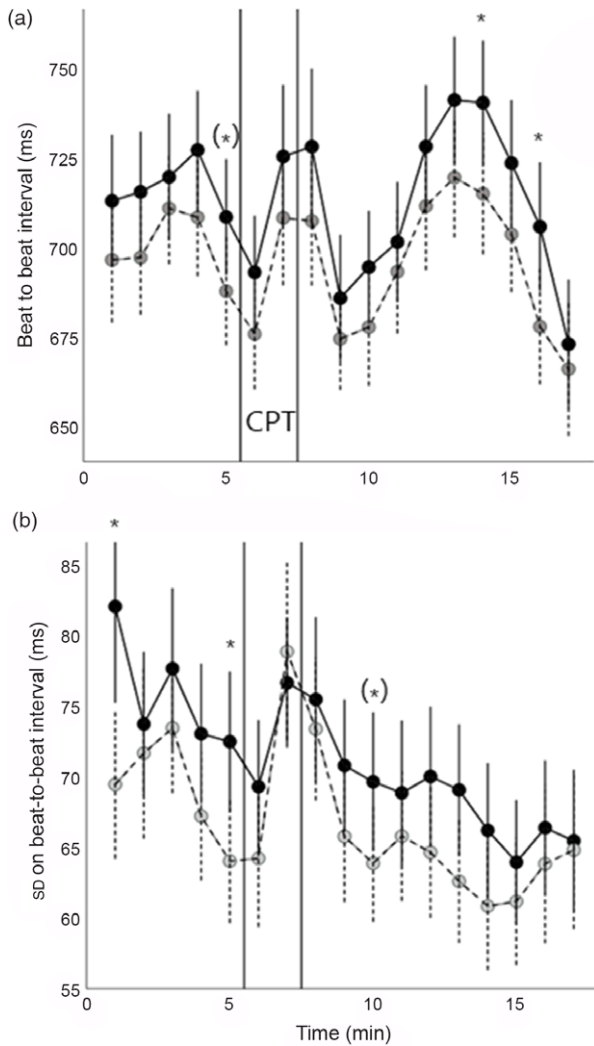 (a)
*
750
*
(*)
725
700
675
650
CPT
0 5 10 15
Beat to beat interval (ms)
(b)
*
85
80
*
75
(*)
70
65
60
55
0 5 10 15
SD on beat-to-beat interval (ms)
Time (min)